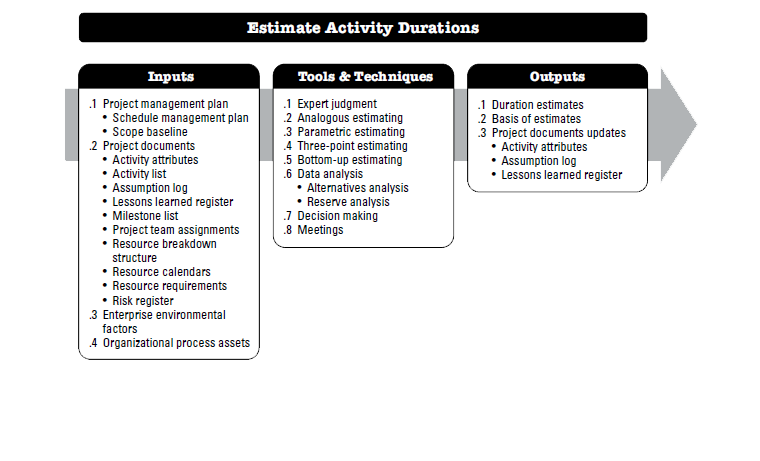 Estimate Activity Durations
Inputs
.1 Project management plan
• Schedule management plan
• Scope baseline
.2 Project documents
• Activity attributes
• Activity list
• Assumption log
• Lessons learned register
• Milestone list
• Project team assignments
• Resource breakdown
structure
• Resource calendars
• Resource requirements
• Risk register
.3 Enterprise environmental
factors
.4 Organizational process assets
Tools & Techniques
.1 Expert judgment
.2 Analogous estimating
.3 Parametric estimating
.4 Three-point estimating
.5 Bottom-up estimating
.6 Data analysis
• Alternatives analysis
• Reserve analysis
.7 Decision making
.8 Meetings
Outputs
.1 Duration estimates
.2 Basis of estimates
.3 Project documents updates
• Activity attributes
• Assumption log
• Lessons learned register